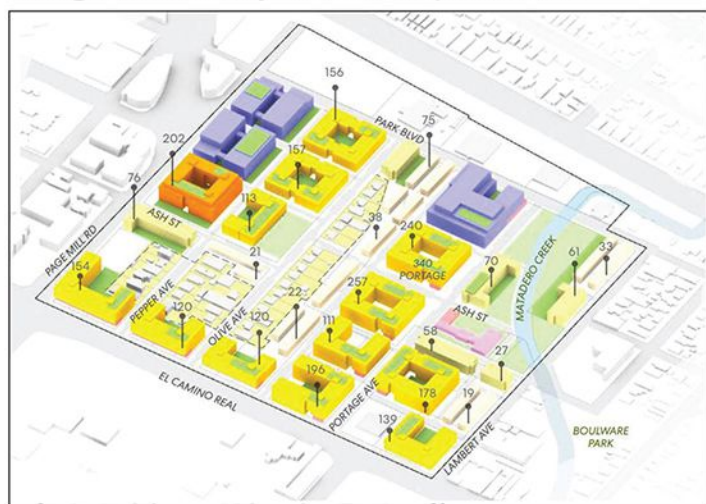 156
PARK BLVD
75
202
157
76
113
38
240
ASH ST
340
PORTAGE
PAGE MILL RD
21
70
61
33
MATADERO CREEK
154
PEPPER AVE
257
120
OLIVE AVE
22
111
ASH ST
120
58
27
EL CAMINO REAL
196
PORTAGE AVE
178
19
139
LAMBERT AVE
BOULWARE
PARK